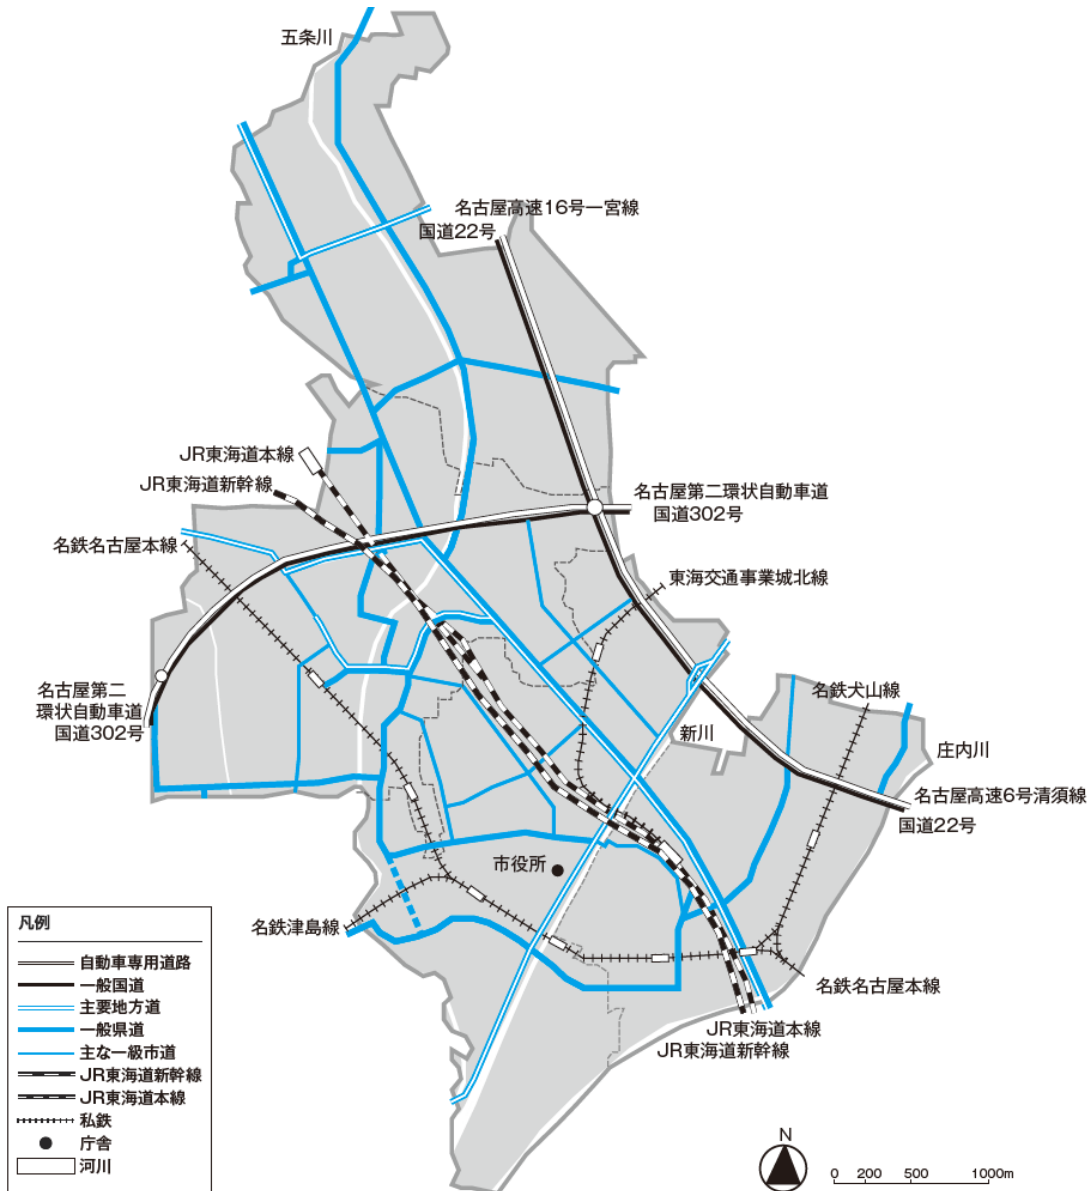 五条川
名古屋高速16号一宮線
国道22号
JR東海道本線
JR東海道新幹線
名古屋第二環状自動車道
国道302号
名鉄名古屋本線
東海交通事業城北線
名古屋第二
環状自動車道
国道302号
名鉄犬山線
新川
庄内川
名古屋高速6号清須線
国道22号
市役所
名鉄津島線
名鉄名古屋本線
JR東海道本線
JR東海道新幹線
凡例
自動車専用道路
一般国道
主要地方道
一般県道
主な一級市道
JR東海道新幹線
JR東海道本線
私鉄
庁舎
河川
N
0 200 500 1000m